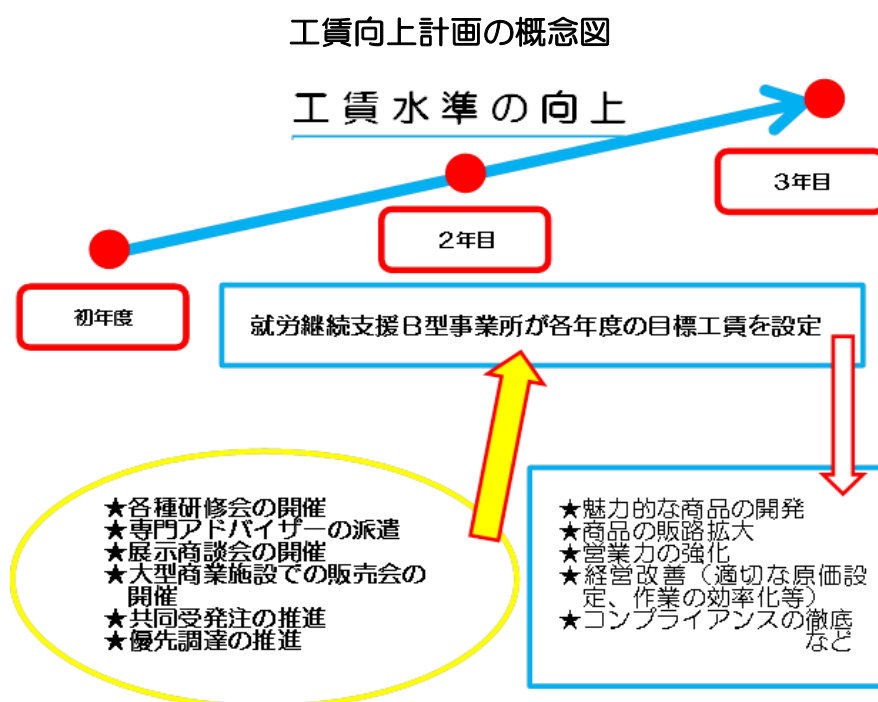 工賃向上計画の概念図
工賃水準の向上
3年目
2年目
初年度
就労継続支援B型事業所が各年度の目標工賃を設定
★各種研修会の開催
★専門アドバイザーの派遣
★展示商談会の開催
★大型商業施設での販売会の
開催
★共同受発注の推進
★優先調達の推進
★魅力的な商品の開発
★商品の販路拡大
★営業力の強化
★経営改善（適切な原価設
定、作業の効率化等）
★コンプライアンスの徹底
など